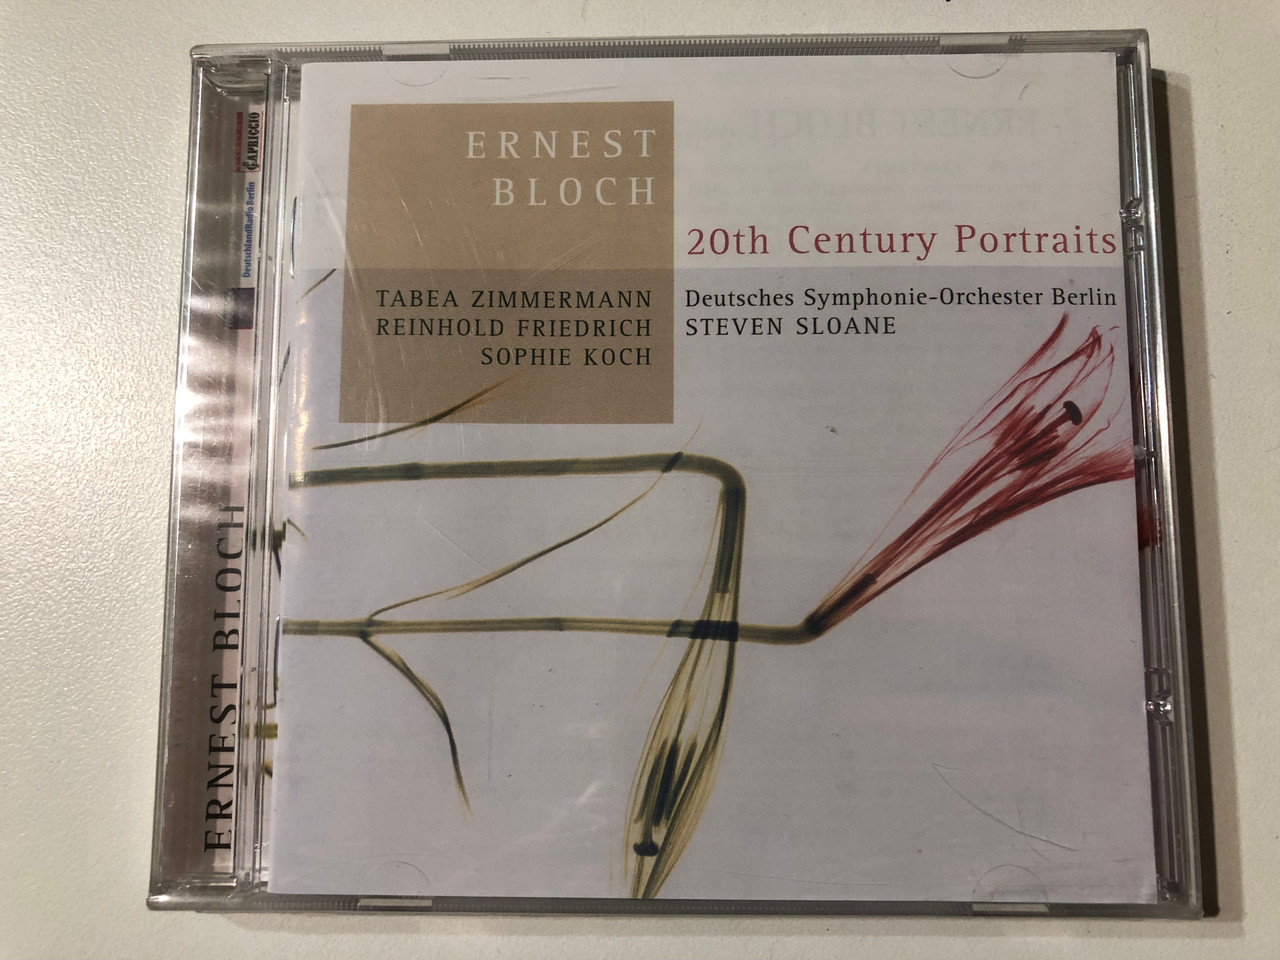 ERNEST
BLOCH
20th Century Portraits
TABEA ZIMMERMANN
REINHOLD FRIEDRICH
SOPHIE KOCH
Deutsches Symphonie-Orchester Berlin
STEVEN SLOANE
ERNEST BLOCH
DeutschlandRadio Berlin
CAPRICCIO